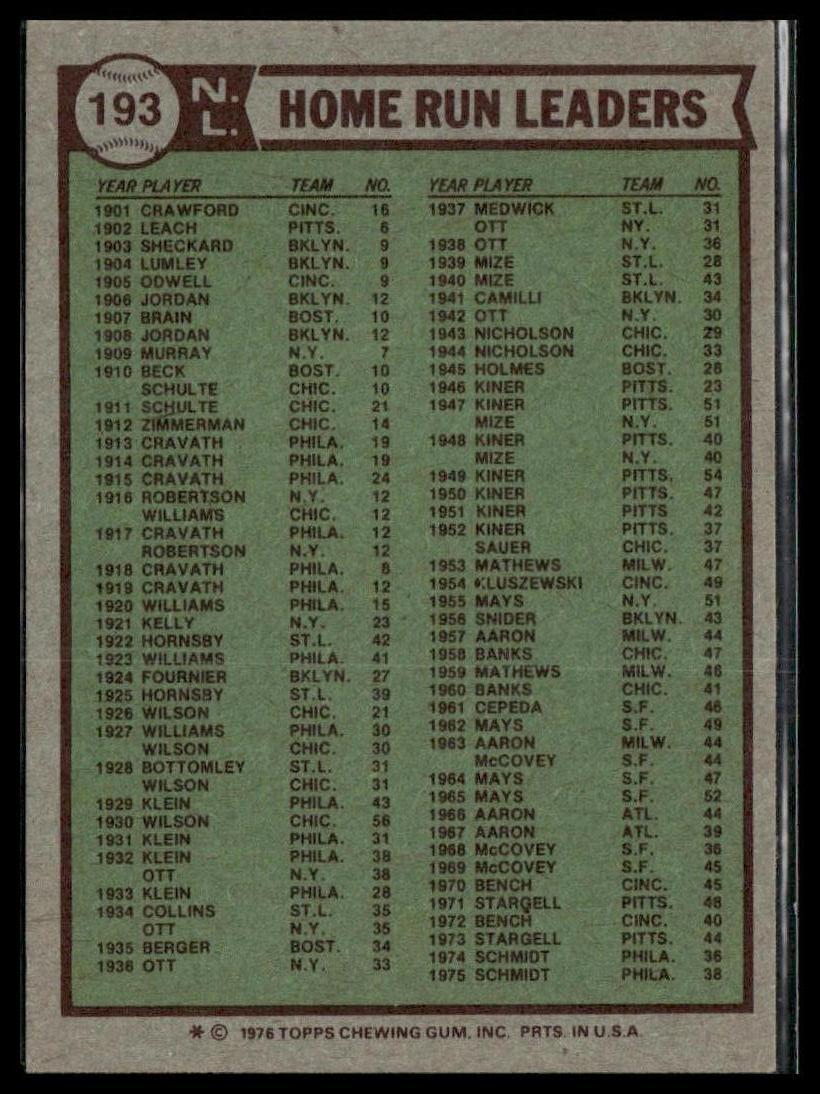 193 N.L. HOME RUN LEADERS
YEAR PLAYER TEAM NO.
1901 CRAWFORD CINC. 16
1902 LEACH PITTS. 6
1903 SHECKARD BKLYN. 9
1904 LUMLEY BKLYN. 9
1905 ODWELL CINC. 9
1906 JORDAN BKLYN. 12
1907 BRAIN BOST. 10
1908 JORDAN BKLYN. 12
1909 MURRAY N.Y. 7
1910 BECK BOST. 10
SCHULTE CHIC. 10
1911 SCHULTE CHIC. 21
1912 ZIMMERMAN CHIC. 14
1913 CRAVATH PHILA. 19
1914 CRAVATH PHILA. 19
1915 CRAVATH PHILA. 24
1916 ROBERTSON N.Y. 12
WILLIAMS CHIC. 12
1917 CRAVATH PHILA. 12
ROBERTSON N.Y. 12
1918 CRAVATH PHILA. 8
1919 CRAVATH PHILA. 12
1920 WILLIAMS PHILA. 15
1921 KELLY N.Y. 23
1922 HORNSBY ST.L. 42
1923 WILLIAMS PHILA. 41
1924 FOURNIER BKLYN. 27
1925 HORNSBY ST.L. 39
1926 WILSON CHIC. 21
1927 WILLIAMS PHILA. 30
WILSON CHIC. 30
1928 BOTTOMLEY ST.L. 31
WILSON CHIC. 31
1929 KLEIN PHILA. 43
1930 WILSON CHIC. 56
1931 KLEIN PHILA. 31
1932 KLEIN PHILA. 38
OTT N.Y. 38
1933 KLEIN PHILA. 28
1934 COLLINS ST.L. 35
OTT N.Y. 35
1935 BERGER BOST. 34
1936 OTT N.Y. 33
YEAR PLAYER TEAM NO.
1937 MEDWICK ST.L. 31
OTT NY. 31
1938 OTT N.Y. 36
1939 MIZE ST.L. 28
1940 MIZE ST.L. 43
1941 CAMILLI BKLYN. 34
1942 OTT N.Y. 30
1943 NICHOLSON CHIC. 29
1944 NICHOLSON CHIC. 33
1945 HOLMES BOST. 28
1946 KINER PITTS. 23
1947 KINER PITTS. 51
MIZE N.Y. 51
1948 KINER PITTS. 40
MIZE N.Y. 40
1949 KINER PITTS. 54
1950 KINER PITTS. 47
1951 KINER PITTS 42
1952 KINER PITTS. 37
SAUER CHIC. 37
1953 MATHEWS MILW. 47
1954 KLUSZEWSKI CINC. 49
1955 MAYS N.Y. 51
1956 SNIDER BKLYN. 43
1957 AARON MILW. 44
1958 BANKS CHIC. 47
1959 MATHEWS MILW. 46
1960 BANKS CHIC. 41
1961 CEPEDA S.F. 46
1962 MAYS S.F. 49
1963 AARON MILW. 44
McCOVEY S.F. 44
1964 MAYS S.F. 47
1965 MAYS S.F. 52
1966 AARON ATL. 44
1967 AARON ATL. 39
1968 McCOVEY S.F. 36
1969 McCOVEY S.F. 45
1970 BENCH CINC. 45
1971 STARGELL PITTS. 48
1972 BENCH CINC. 40
1973 STARGELL PITTS. 44
1974 SCHMIDT PHILA. 36
1975 SCHMIDT PHILA. 38
* © 1976 TOPPS CHEWING GUM, INC. PRTS. IN U.S.A.